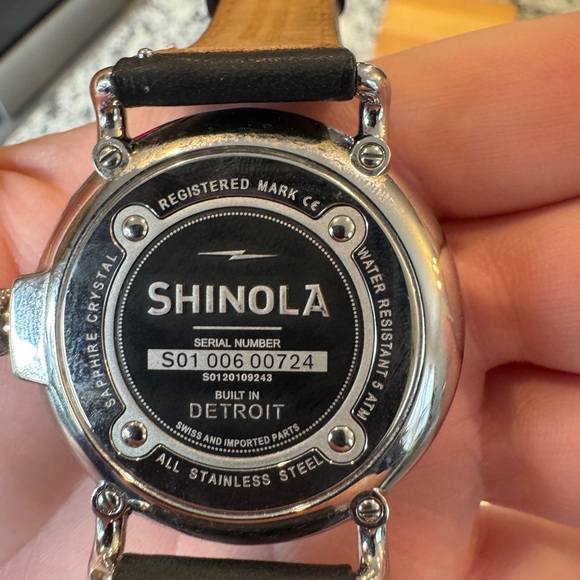 REGISTERED MARK CE
SAPPHIRE CRYSTAL
WATER RESISTANT 5 ATM
SHINOLA
SERIAL NUMBER
S01 006 00724
S0120109243
BUILT IN
DETROIT
SWISS AND IMPORTED PARTS
ALL STAINLESS STEEL